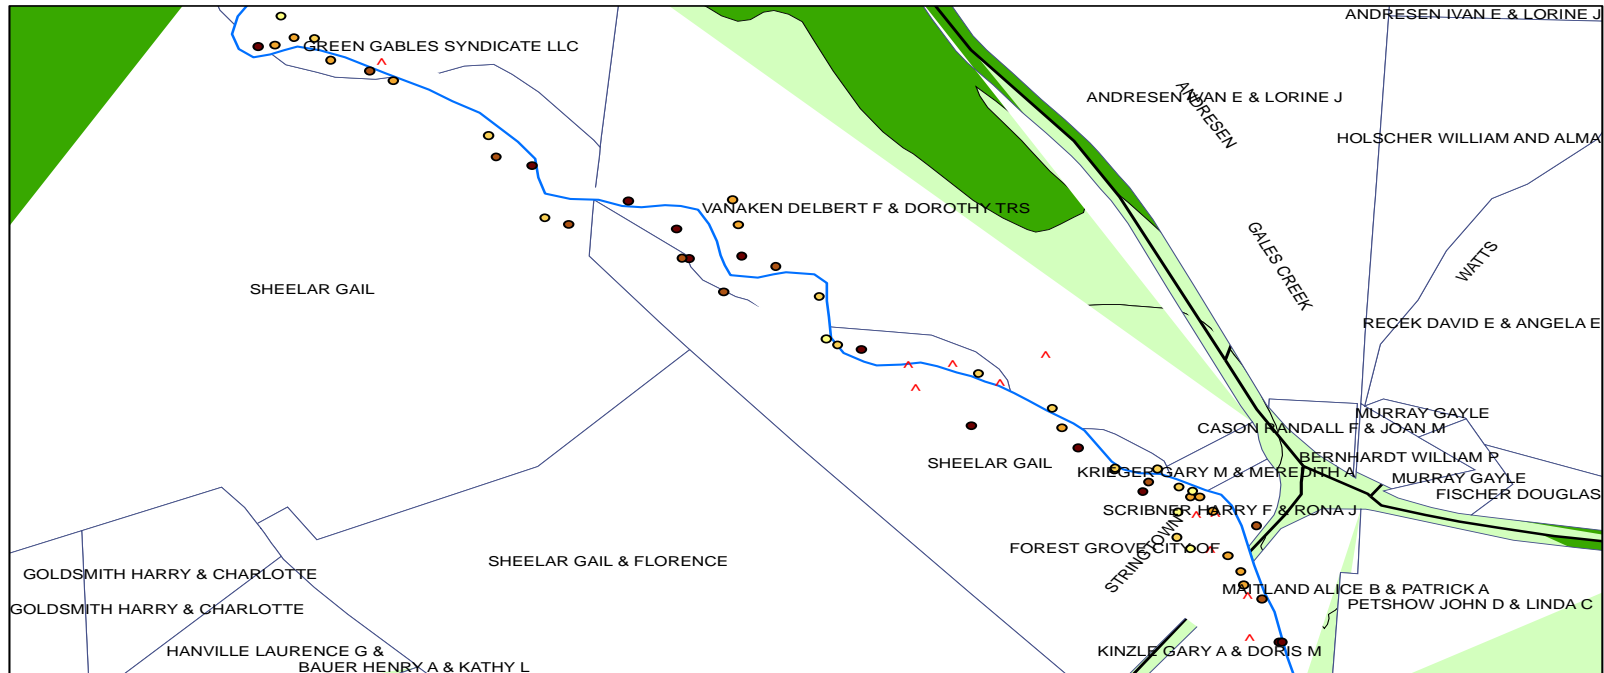 ANDRESEN IVAN E & LORINE J
GREEN GABLES SYNDICATE LLC
ANDRESEN IVAN E & LORINE J
ANDRESEN
HOLSCHER WILLIAM AND ALMA
VANAKEN DELBERT F & DOROTHY TRS
GALES CREEK
WATTS
SHEELAR GAIL
RECEK DAVID E & ANGELA E
MURRAY GAYLE
CASON RANDALL F & JOAN M
BERNHARDT WILLIAM P
SHEELAR GAIL
KRIEGER GARY M & MEREDITH A
MURRAY GAYLE
FISCHER DOUGLAS
SCRIBNER HARRY F & RONA J
STRINGTOWN
FOREST GROVE CITY OF
SHEELAR GAIL & FLORENCE
GOLDSMITH HARRY & CHARLOTTE
MAITLAND ALICE B & PATRICK A
PETSHOW JOHN D & LINDA C
GOLDSMITH HARRY & CHARLOTTE
HANVILLE LAURENCE G &
KINZLE GARY A & DORIS M
BAUER HENRY A & KATHY L